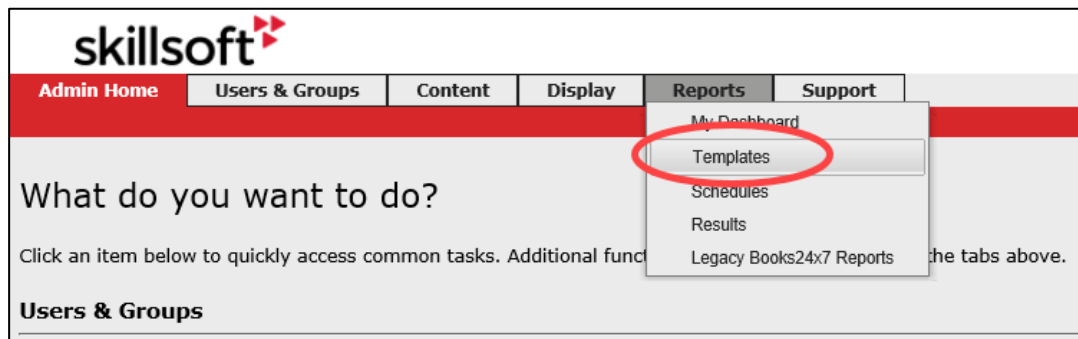 skillsoft
Admin Home Users & Groups Content Display Reports Support
My Dashboard
Templates
What do you want to do?
Schedules
Results
Click an item below to quickly access common tasks. Additional funct
Legacy Books24x7 Reports
the tabs above.
Users & Groups